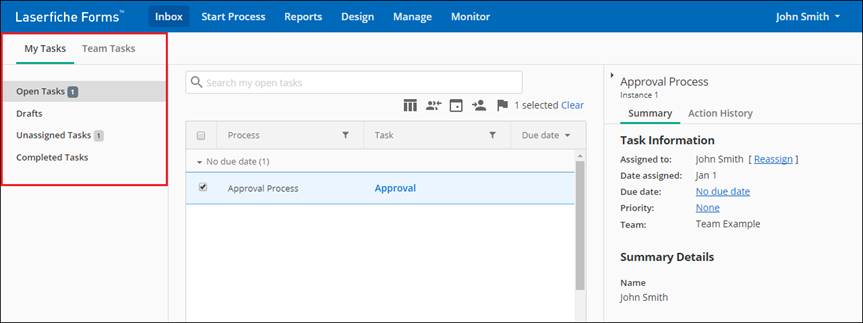 Laserfiche Forms™ Inbox Start Process Reports Design Manage Monitor John Smith
My Tasks Team Tasks
Open Tasks 1
Drafts
Unassigned Tasks 1
Completed Tasks
Search my open tasks
1 selected Clear
Process Task Due date
No due date (1)
Approval Process Approval
Approval Process
Instance 1
Summary Action History
Task Information
Assigned to: John Smith [ Reassign ]
Date assigned: Jan 1
Due date: No due date
Priority: None
Team: Team Example
Summary Details
Name
John Smith